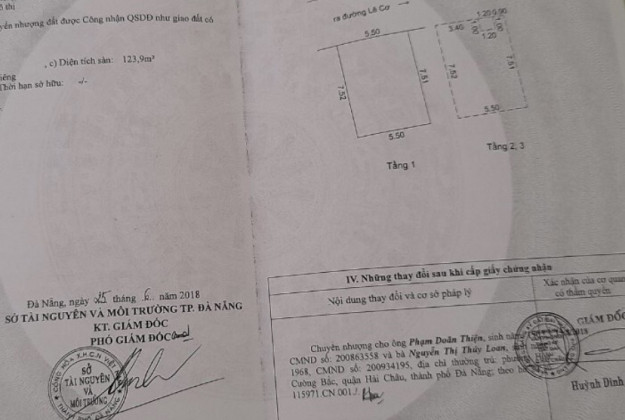 nhượng đất được Công nhận QSDĐ như giao đất có
, c) Diện tích sàn: 123,9m²
Thời hạn sở hữu: -/-
ra đường Lê Cơ
5.50
7.52
7.51
5.50
Tầng 1
1.20 0.90
3.40
1.20
7.52
7.51
5.50
Tầng 2, 3
Đà Nẵng, ngày 25 tháng 6 năm 2018
SỞ TÀI NGUYÊN VÀ MÔI TRƯỜNG TP. ĐÀ NẴNG
KT. GIÁM ĐỐC
PHÓ GIÁM ĐỐC
SỞ
TÀI NGUYÊN
VÀ
MÔI TRƯỜNG
IV. Những thay đổi sau khi cấp giấy chứng nhận
Nội dung thay đổi và cơ sở pháp lý
Xác nhận của cơ quan
có thẩm quyền
Chuyển nhượng cho ông Phạm Doãn Thiện, sinh năm
CMND số: 200863558 và bà Nguyễn Thị Thúy Loan,
1968, CMND số: 200934195, địa chỉ thường trú: phường Hòa
Cường Bắc, quận Hải Châu, thành phố Đà Nẵng; theo
115971.CN.001./.
GIÁM ĐỐC
Huỳnh Đình